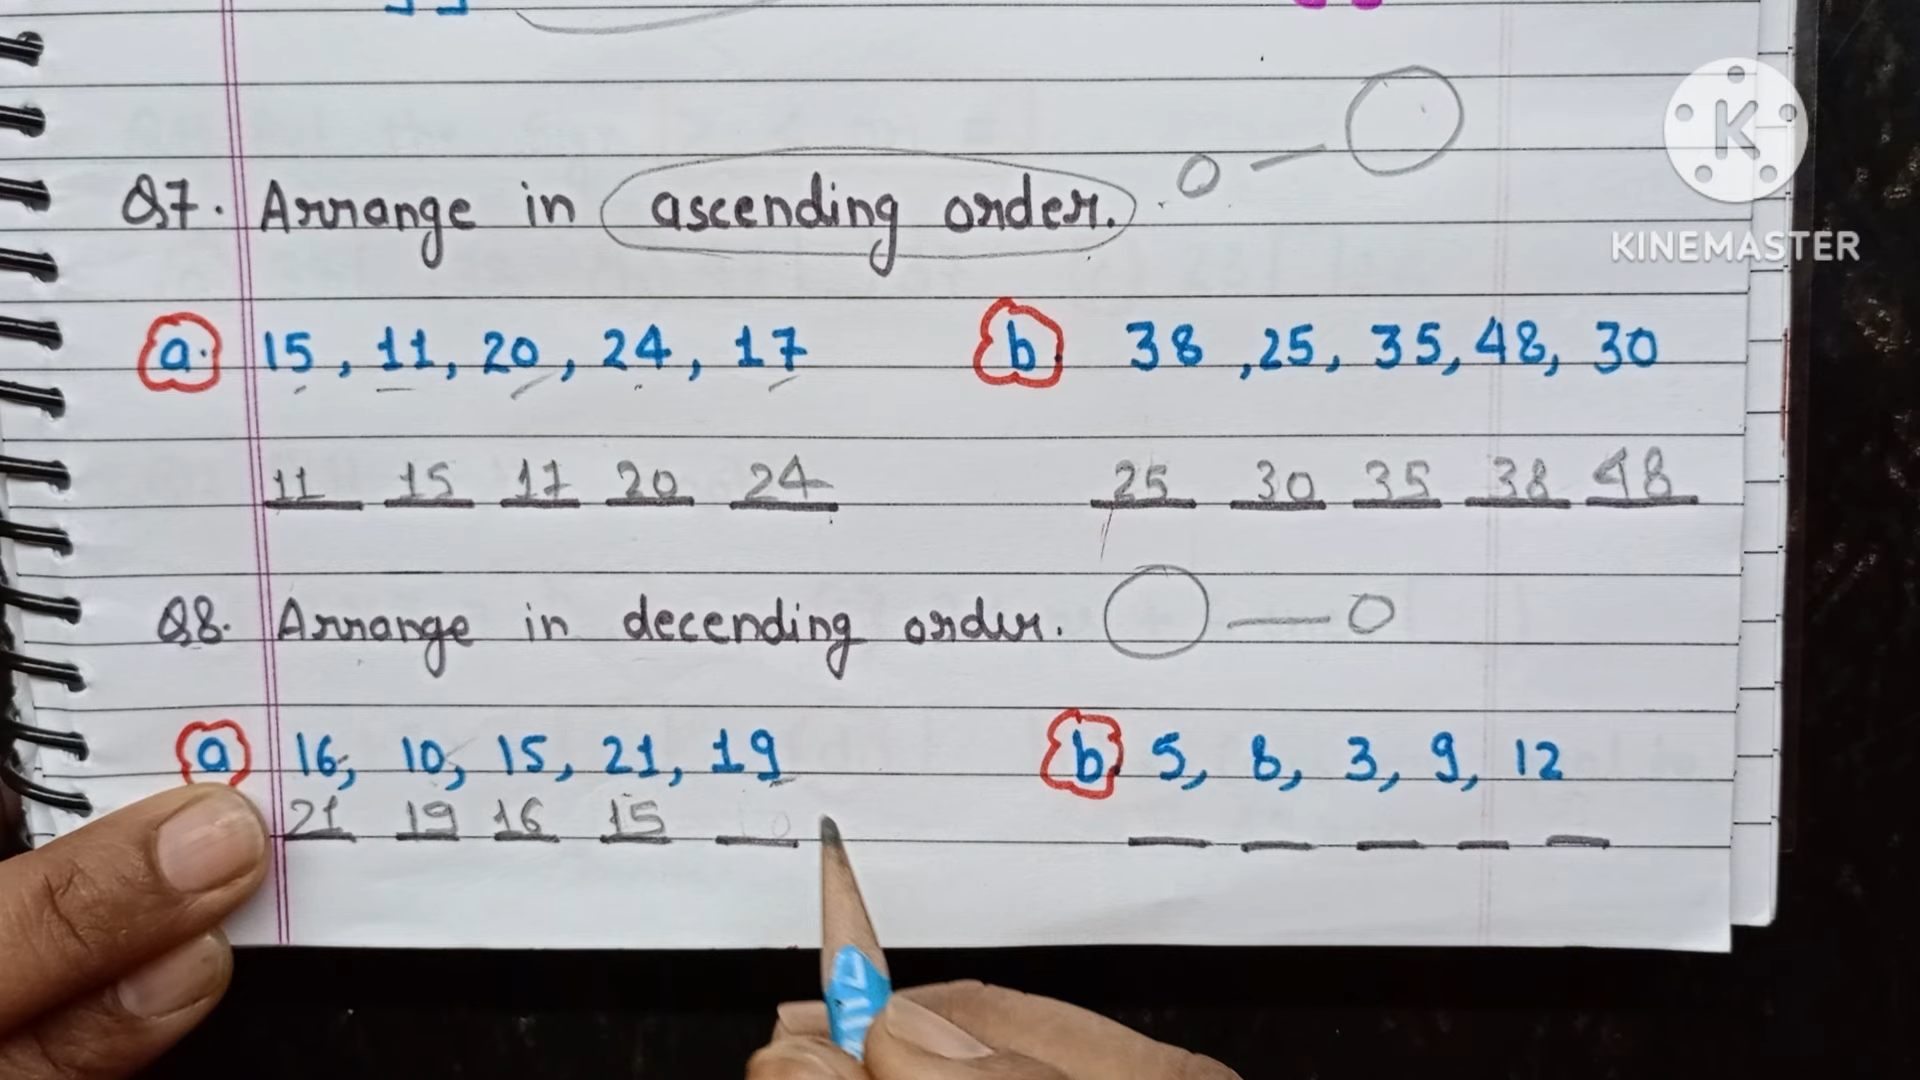 K
KINEMASTER
Q7. Arrange in ascending order.
a. 15, 11, 20, 24, 17
b 38, 25, 35, 48, 30
11 15 17 20 24
25 30 35 38 48
Q8. Arrange in decending order.
a 16, 10, 15, 21, 19
b 5, 8, 3, 9, 12
21 19 16 15 10